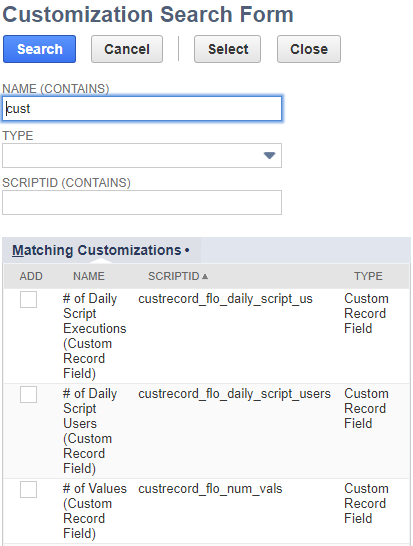 Customization Search Form
Search Cancel Select Close
NAME (CONTAINS)
cust
TYPE
SCRIPTID (CONTAINS)
Matching Customizations •
ADD NAME SCRIPTID ▲ TYPE
# of Daily custrecord_flo_daily_script_us Custom
Script Record
Executions Field
(Custom
Record
Field)
# of Daily custrecord_flo_daily_script_users Custom
Script Record
Users Field
(Custom
Record
Field)
# of Values custrecord_flo_num_vals Custom
(Custom Record
Record Field
Field)